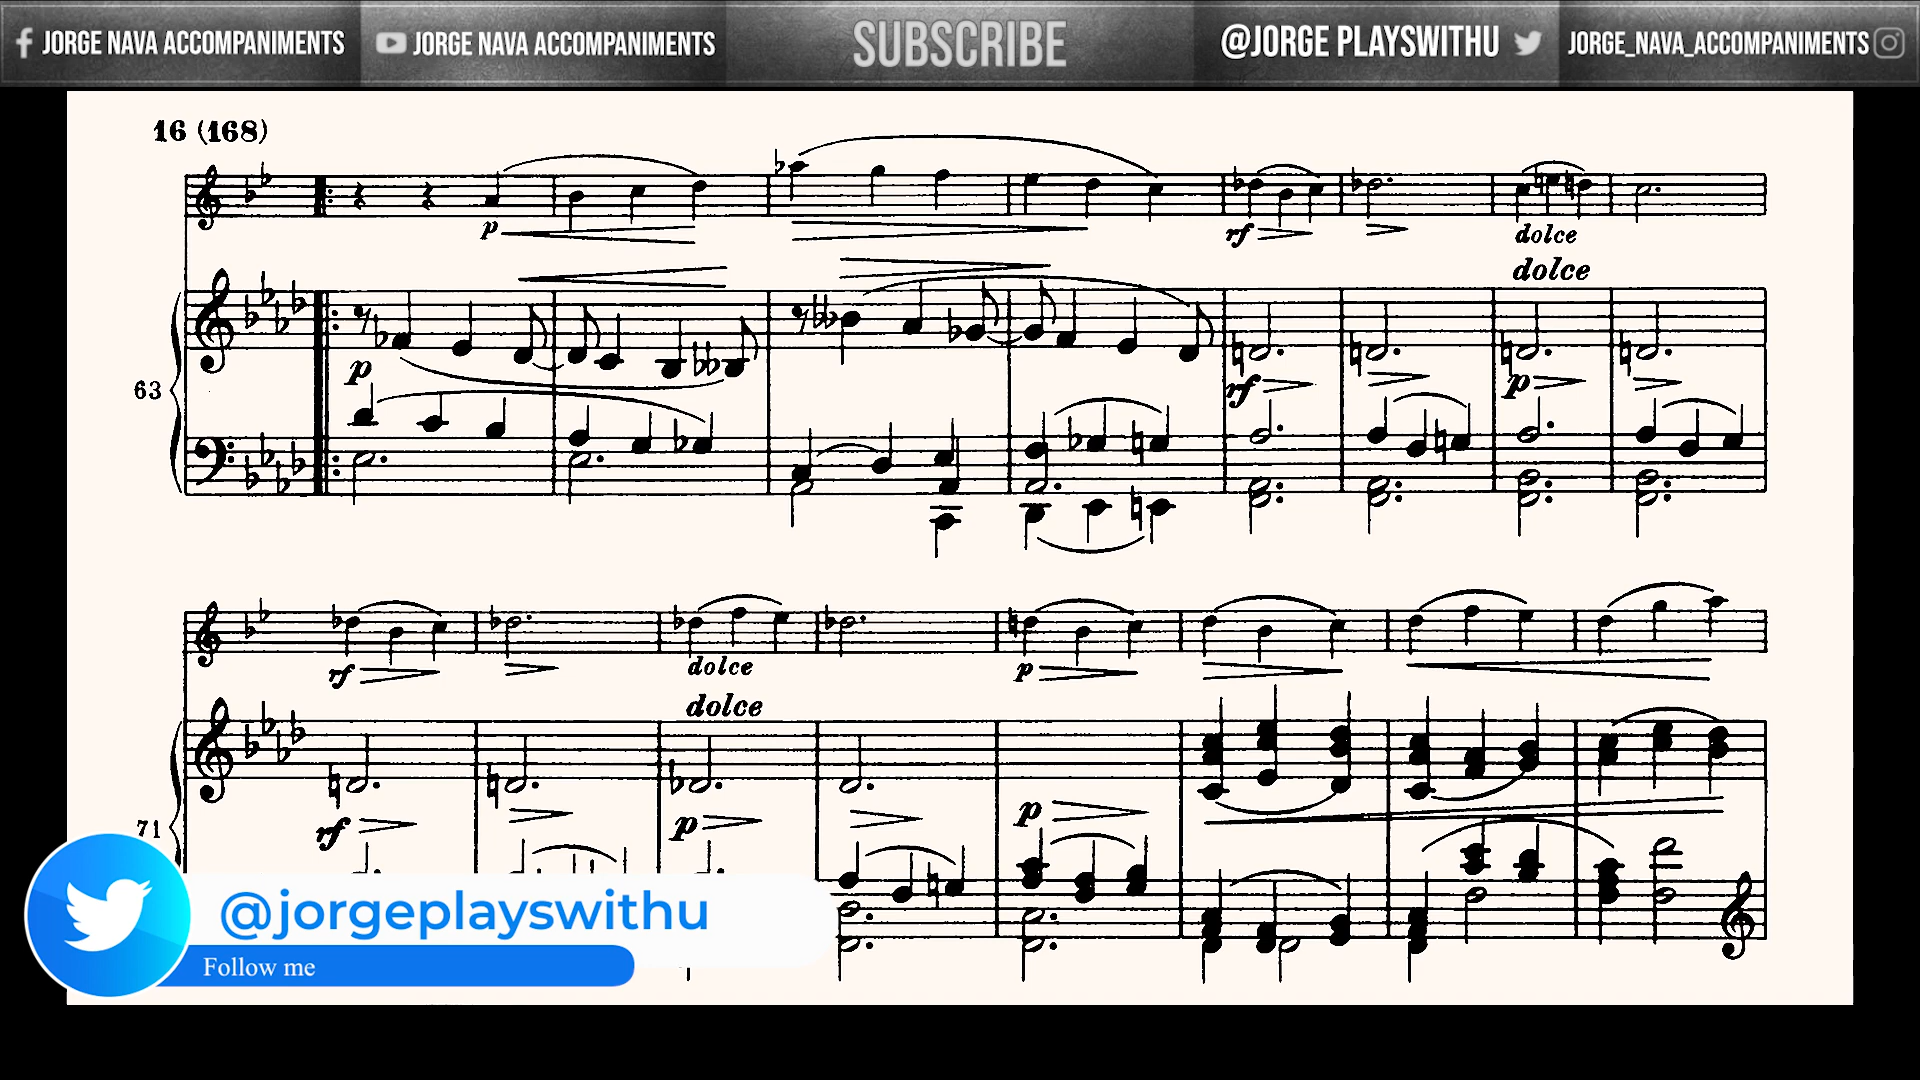 JORGE NAVA ACCOMPANIMENTS
JORGE NAVA ACCOMPANIMENTS
SUBSCRIBE
@JORGE PLAYSWITHU
JORGE_NAVA_ACCOMPANIMENTS
16 (168)
p
rf
dolce
dolce
p
63
rf
p
rf
dolce
p
dolce
rf
p
p
71
@jorgeplayswithu
Follow me